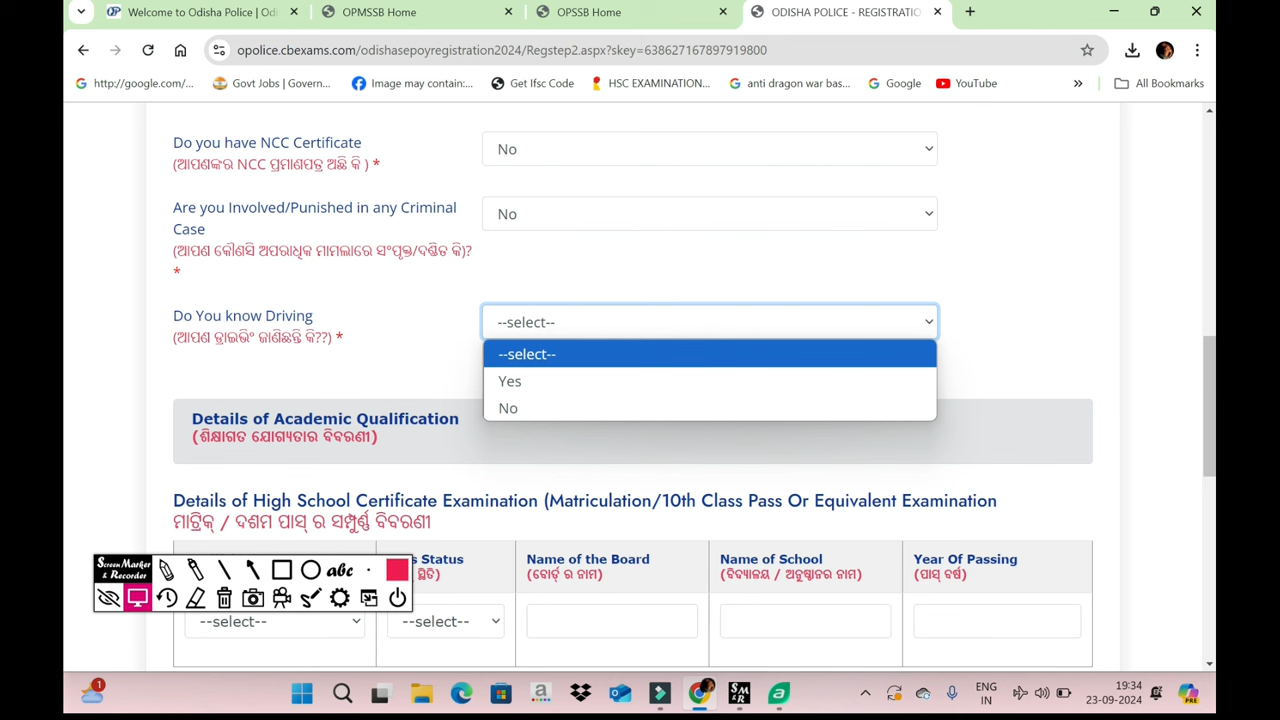 Welcome to Odisha Police | Odi
OPMSSB Home
OPSSB Home
ODISHA POLICE - REGISTRATIO
opolice.cbexams.com/odishasepoyregistration2024/Regstep2.aspx?skey=638627167897919800
http://google.com/...
Govt Jobs | Govern...
Image may contain:...
Get Ifsc Code
HSC EXAMINATION...
anti dragon war bas...
Google
YouTube
»
All Bookmarks
Do you have NCC Certificate
(ଆପଣଙ୍କର NCC ପ୍ରମାଣପତ୍ର ଅଛି କି ) *
No
Are you Involved/Punished in any Criminal
Case
(ଆପଣ କୌଣସି ଅପରାଧିକ ମାମଲାରେ ସଂପୃକ୍ତ/ଦଣ୍ଡିତ କି)?
*
No
Do You know Driving
(ଆପଣ ଡ୍ରାଇଭିଂ ଜାଣିଛନ୍ତି କି??) *
--select--
--select--
Yes
No
Details of Academic Qualification
(ଶିକ୍ଷାଗତ ଯୋଗ୍ୟତାର ବିବରଣୀ)
Details of High School Certificate Examination (Matriculation/10th Class Pass Or Equivalent Examination
ମାଟ୍ରିକ୍ / ଦଶମ ପାସ୍ ର ସମ୍ପୂର୍ଣ୍ଣ ବିବରଣୀ
s Status
ସ୍ଥିତି)
Name of the Board
(ବୋର୍ଡ୍ ର ନାମ)
Name of School
(ବିଦ୍ୟାଳୟ / ଅନୁଷ୍ଠାନର ନାମ)
Year Of Passing
(ପାସ୍ ବର୍ଷ)
Screen Marker
& Recorder
abc
--select--
--select--
1
ENG
IN
19:34
23-09-2024
PRE